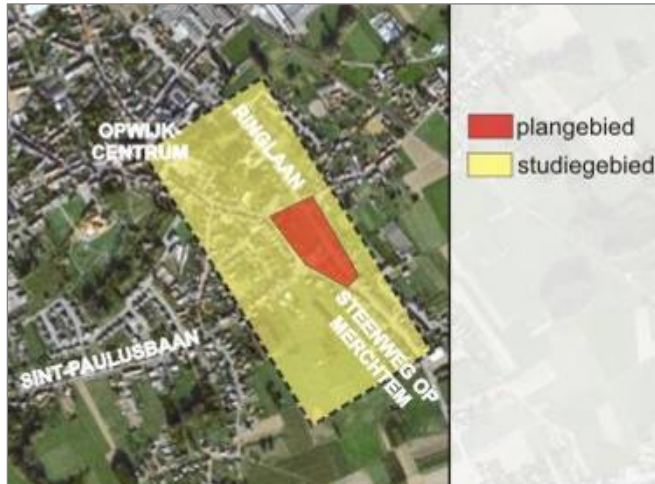 OPWIJK-
CENTRUM
RINGLAAN
STEENWEG OP
MERCHTEM
SINT-PAULUSBAAN
plangebied
studiegebied